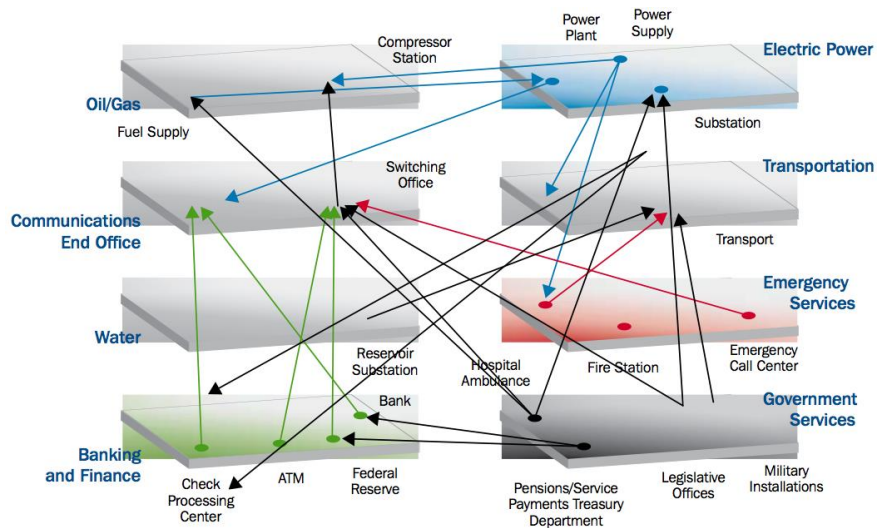 Power
Plant
Power
Supply
Compressor
Station
Electric Power
Oil/Gas
Fuel Supply
Substation
Switching
Office
Transportation
Communications
End Office
Transport
Emergency
Services
Water
Reservoir
Substation
Hospital
Ambulance
Fire Station
Emergency
Call Center
Bank
Government
Services
Banking
and Finance
Check
Processing
Center
ATM
Federal
Reserve
Pensions/Service
Payments Treasury
Department
Legislative
Offices
Military
Installations